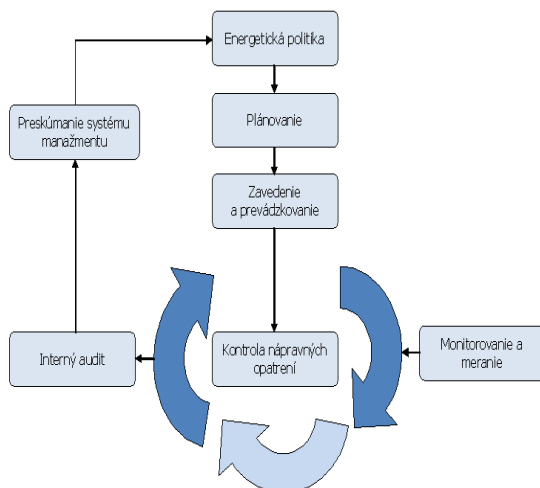 Energetická politika
Plánovanie
Preskúmanie systému
manažmentu
Zavedenie
a prevádzkovanie
Interný audit
Kontrola nápravných
opatrení
Monitorovanie a
meranie